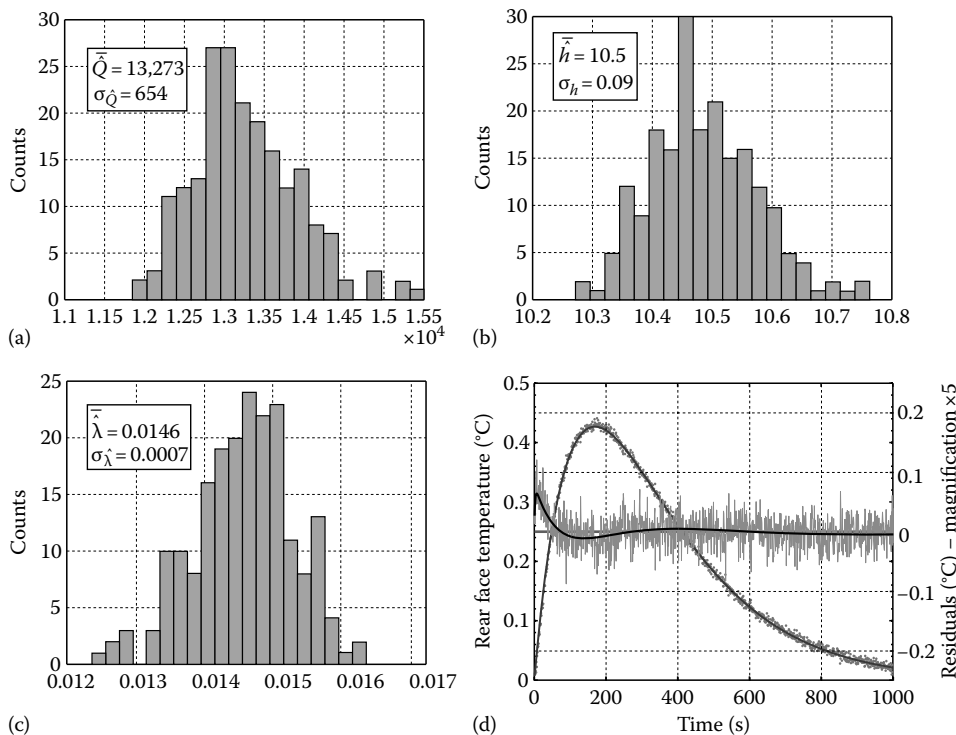 30
25
20
15
10
5
0
Counts
Q̂̅ = 13,273
σ_Q̂ = 654
1.1 1.15 1.2 1.25 1.3 1.35 1.4 1.45 1.5 1.55
×10⁴
(a)
30
25
20
15
10
5
0
Counts
ĥ̅ = 10.5
σ_h = 0.09
10.2 10.3 10.4 10.5 10.6 10.7 10.8
(b)
25
20
15
10
5
0
Counts
λ̂̅ = 0.0146
σ_λ̂ = 0.0007
0.012 0.013 0.014 0.015 0.016 0.017
(c)
0.5
0.4
0.3
0.2
0.1
0
Rear face temperature (°C)
0.2
0.1
0
−0.1
−0.2
Residuals (°C) – magnification ×5
0 200 400 600 800 1000
Time (s)
(d)